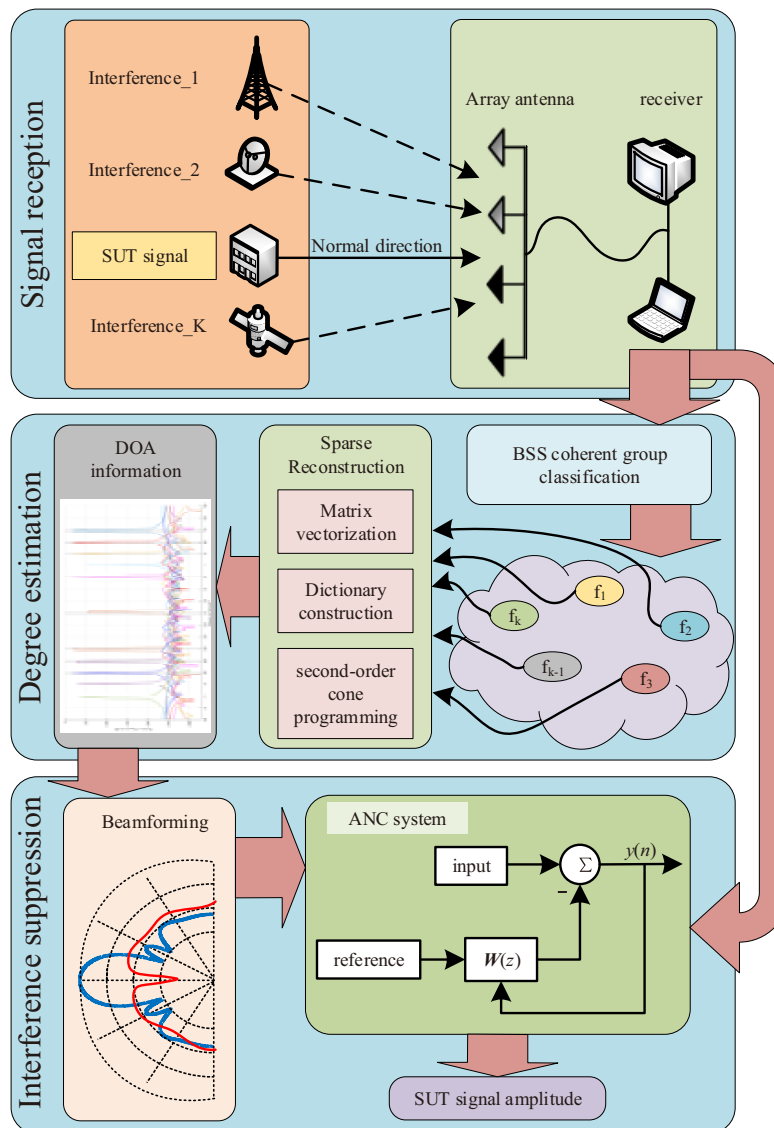 Signal reception
Interference_1
Interference_2
SUT signal
Interference_K
Normal direction
Array antenna
receiver
Degree estimation
DOA
information
Sparse
Reconstruction
Matrix
vectorization
Dictionary
construction
second-order
cone
programming
BSS coherent group
classification
f1
fk
f2
fk-1
f3
Interference suppression
Beamforming
ANC system
input
Σ
y(n)
−
reference
W(z)
SUT signal amplitude